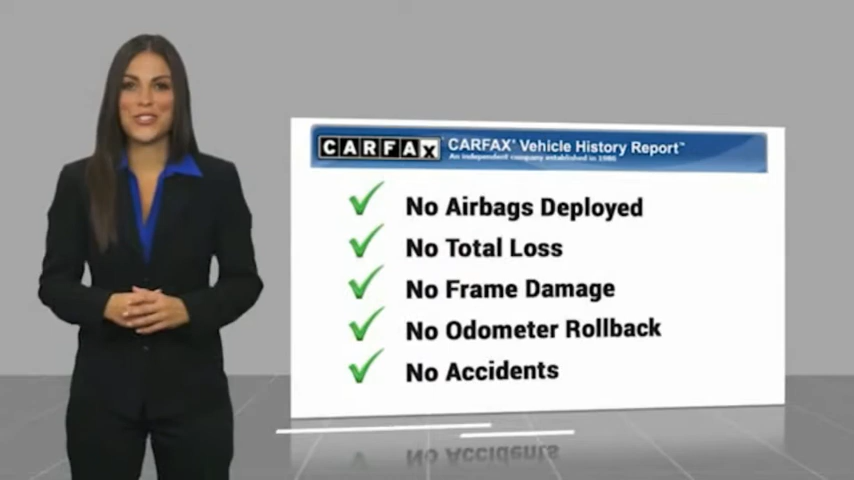 CARFAX CARFAX® Vehicle History Report™
An independent company established in 1986
No Airbags Deployed
No Total Loss
No Frame Damage
No Odometer Rollback
No Accidents
No Accidents